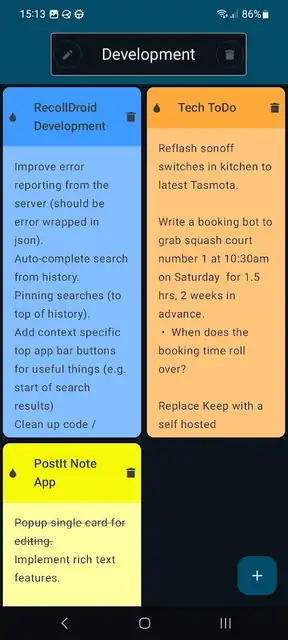 15:13
86%
Development
RecollDroid
Development
Improve error
reporting from the
server (should be
error wrapped in
json).
Auto-complete search
from history.
Pinning searches (to
top of history).
Add context specific
top app bar buttons
for useful things (e.g.
start of search
results)
Clean up code /
Tech ToDo
Reflash sonoff
switches in kitchen to
latest Tasmota.
Write a booking bot to
grab squash court
number 1 at 10:30am
on Saturday for 1.5
hrs, 2 weeks in
advance.
• When does the
booking time roll
over?
Replace Keep with a
self hosted
PostIt Note
App
Popup single card for
editing.
Implement rich text
features.